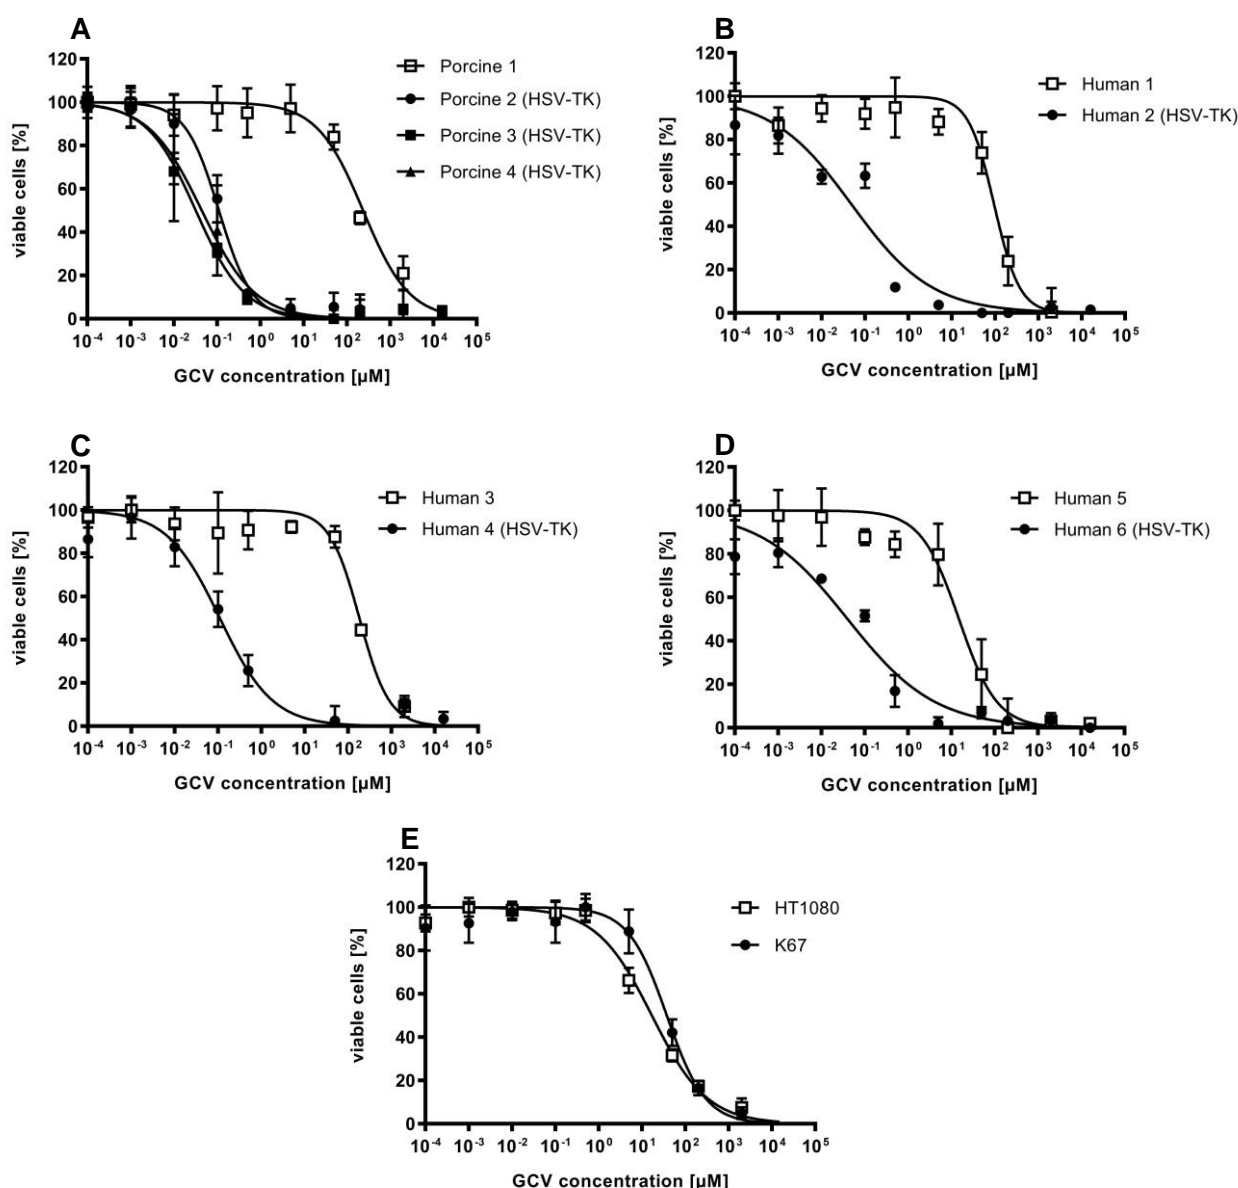 A
120
100
80
60
40
20
0
viable cells [%]
10-4 10-3 10-2 10-1 100 101 102 103 104 105
GCV concentration [µM]
Porcine 1
Porcine 2 (HSV-TK)
Porcine 3 (HSV-TK)
Porcine 4 (HSV-TK)
B
120
100
80
60
40
20
0
viable cells [%]
10-4 10-3 10-2 10-1 100 101 102 103 104 105
GCV concentration [µM]
Human 1
Human 2 (HSV-TK)
C
120
100
80
60
40
20
0
viable cells [%]
10-4 10-3 10-2 10-1 100 101 102 103 104 105
GCV concentration [µM]
Human 3
Human 4 (HSV-TK)
D
120
100
80
60
40
20
0
viable cells [%]
10-4 10-3 10-2 10-1 100 101 102 103 104 105
GCV concentration [µM]
Human 5
Human 6 (HSV-TK)
E
120
100
80
60
40
20
0
viable cells [%]
10-4 10-3 10-2 10-1 100 101 102 103 104 105
GCV concentration [µM]
HT1080
K67